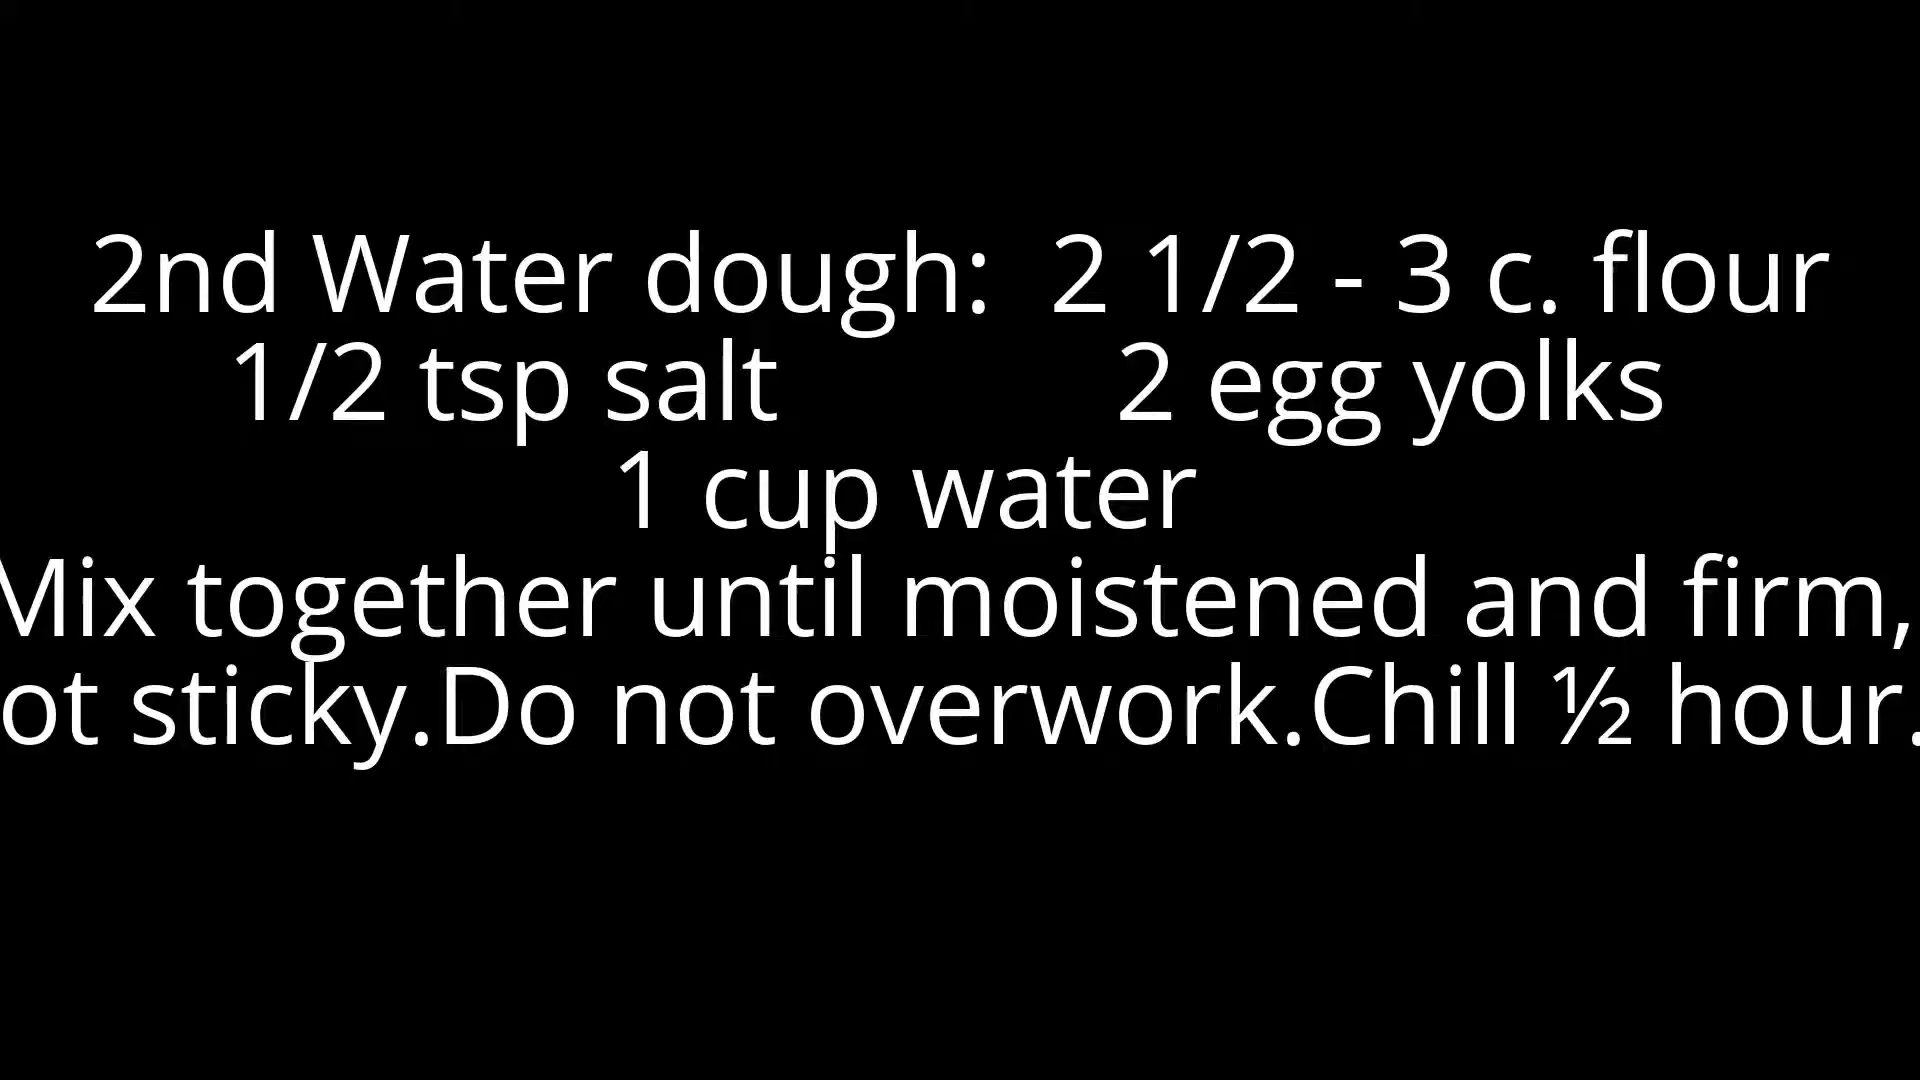 2nd Water dough:  2 1/2 - 3 c. flour
1/2 tsp salt          2 egg yolks
1 cup water
Mix together until moistened and firm,
ot sticky.Do not overwork.Chill ½ hour.